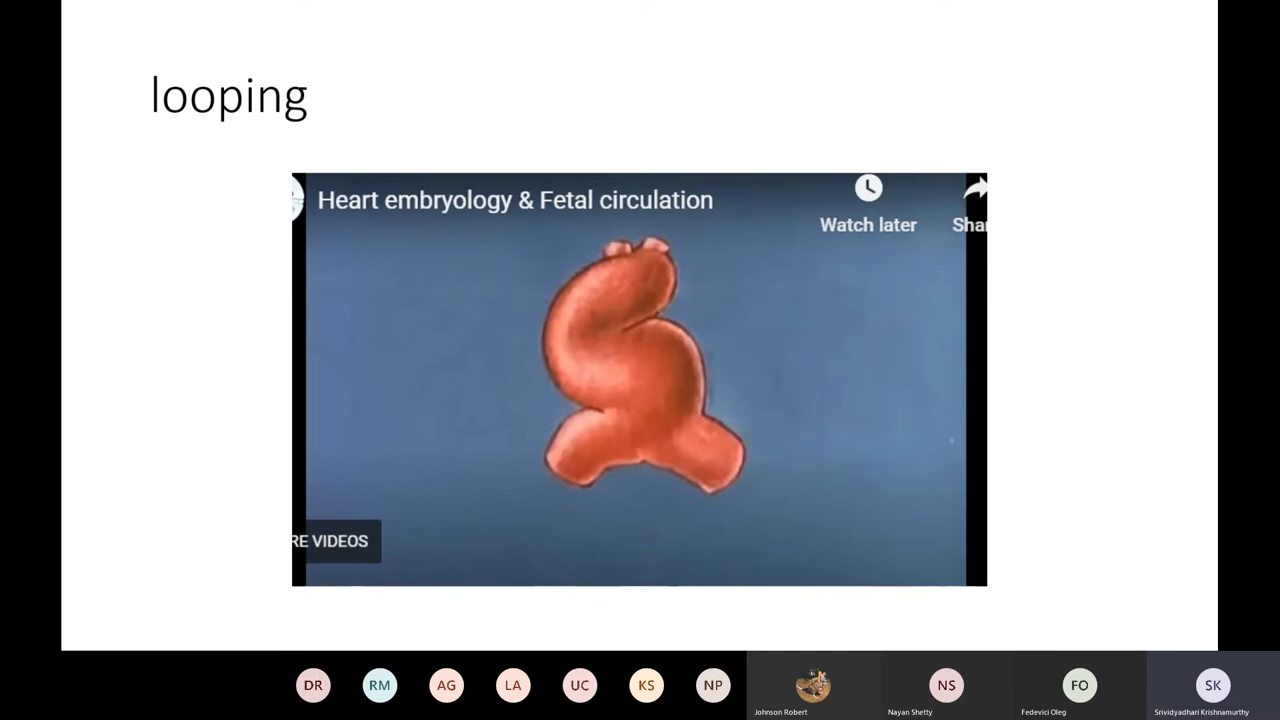 looping
Heart embryology & Fetal circulation
Watch later
Shar
RE VIDEOS
DR
RM
AG
LA
UC
KS
NP
NS
FO
SK
Johnson Robert
Nayan Shetty
Fedevici Oleg
Srividyadhari Krishnamurthy